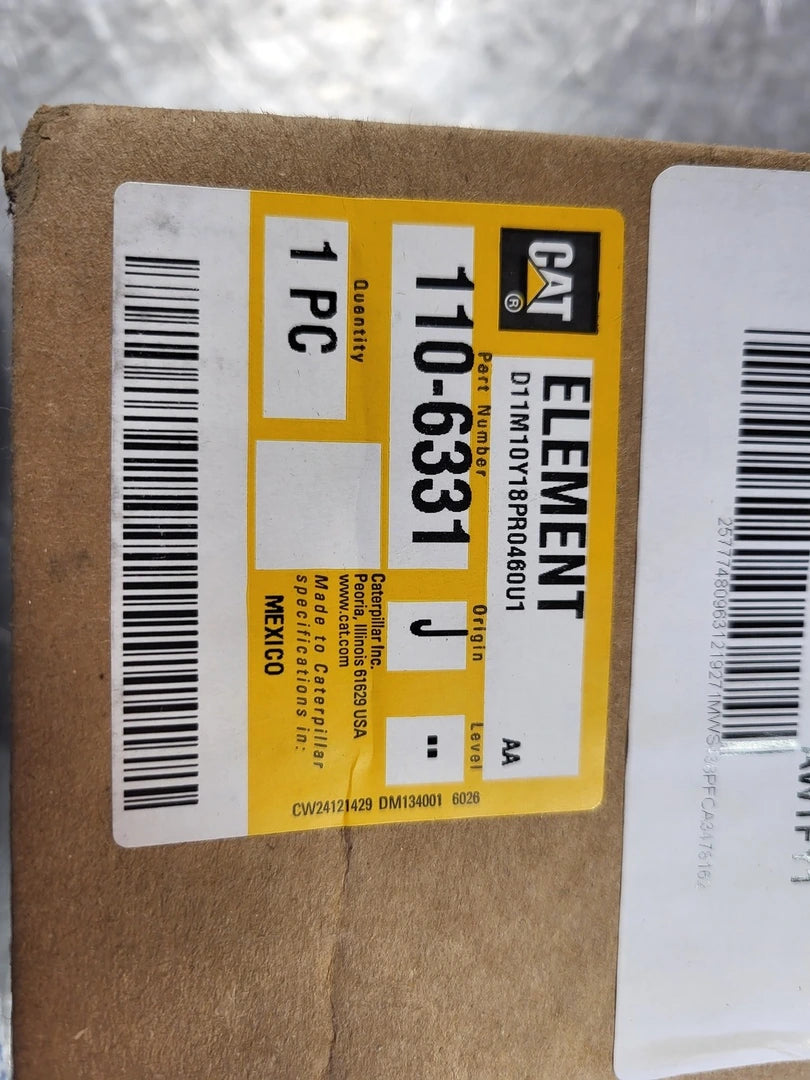 CAT®
ELEMENT
D11M10Y18PR0460U1
AA
Part Number
Origin
Level
110-6331
J
--
Quantity
1 PC
Caterpillar Inc.
Peoria, Illinois 61629 USA
www.cat.com
Made to Caterpillar
specifications in:
MEXICO
CW24121429 DM134001 6026